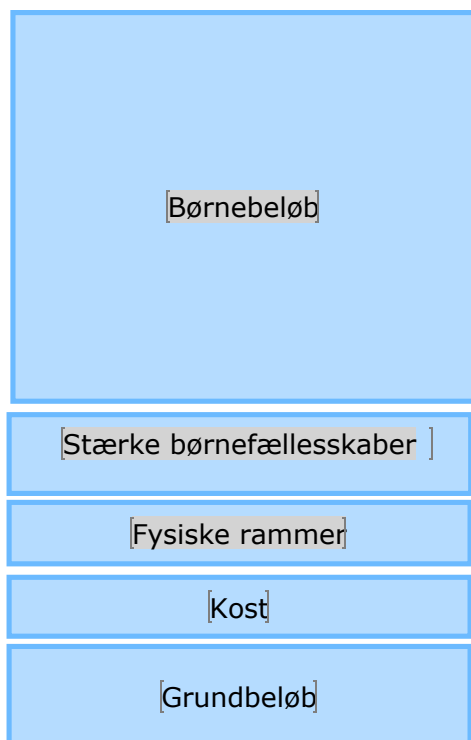 Børnebeløb
Stærke børnefællesskaber
Fysiske rammer
Kost
Grundbeløb